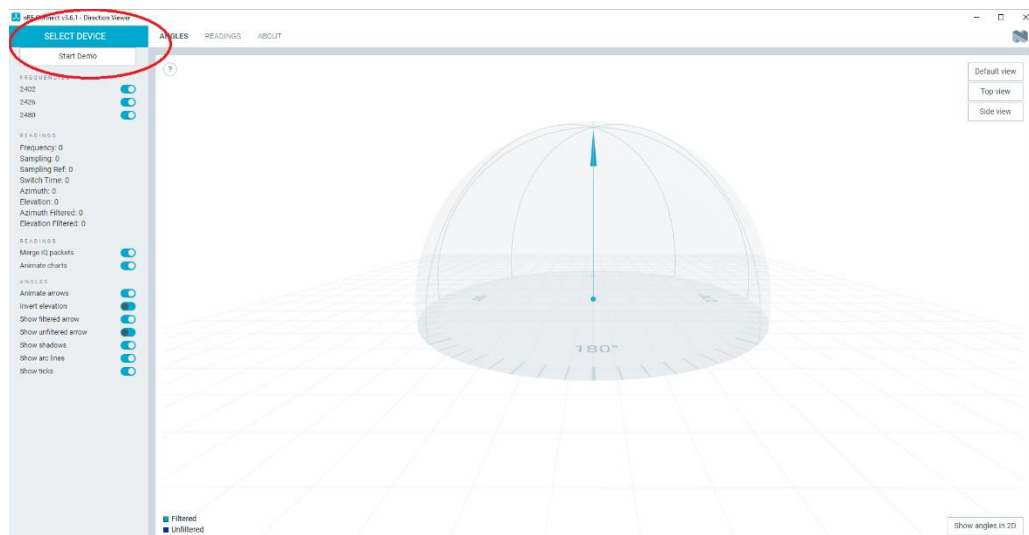 nRF Connect v3.6.1 - Direction Viewer
SELECT DEVICE
ANGLES READINGS ABOUT
Start Demo
?
Default view
Top view
Side view
FREQUENCIES
2402
2426
2480
READINGS
Frequency: 0
Sampling: 0
Sampling Ref: 0
Switch Time: 0
Azimuth: 0
Elevation: 0
Azimuth Filtered: 0
Elevation Filtered: 0
READINGS
Merge IQ packets
Animate charts
ANGLES
Animate arrows
Invert elevation
Show filtered arrow
Show unfiltered arrow
Show shadows
Show arc lines
Show ticks
180°
Filtered
Unfiltered
Show angles in 2D